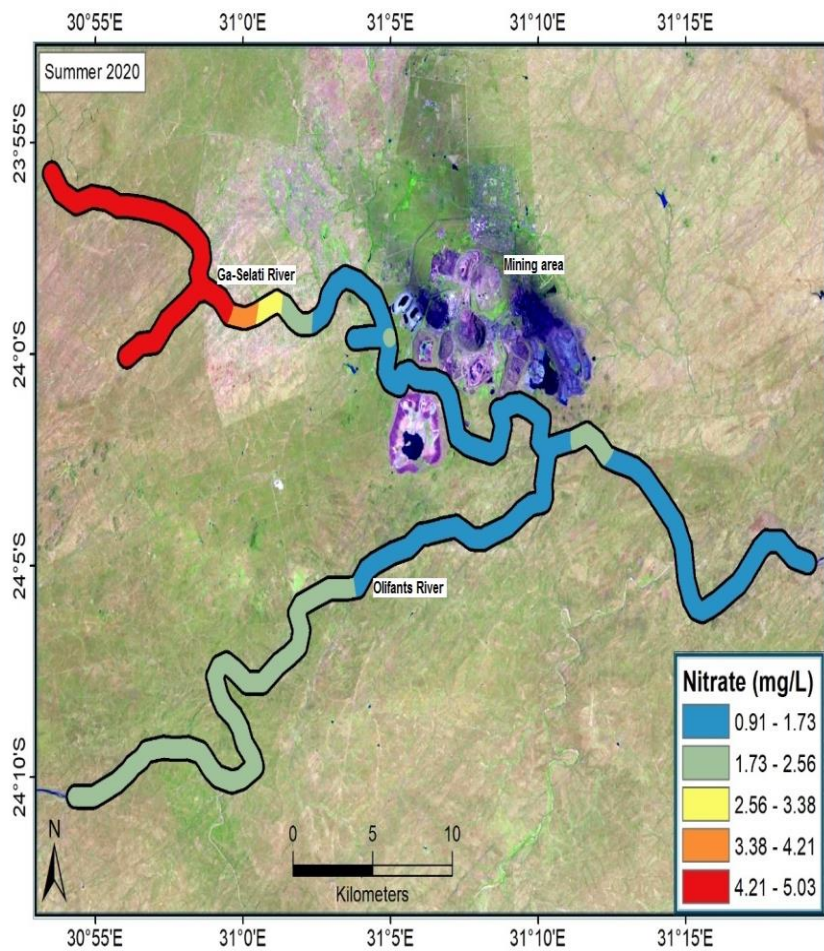 30°55'E 31°0'E 31°5'E 31°10'E 31°15'E
Summer 2020
23°55'S
Ga-Selati River
Mining area
24°0'S
24°5'S
Olifants River
24°10'S
Nitrate (mg/L)
0.91 - 1.73
1.73 - 2.56
2.56 - 3.38
3.38 - 4.21
4.21 - 5.03
N
0 5 10
Kilometers
30°55'E 31°0'E 31°5'E 31°10'E 31°15'E